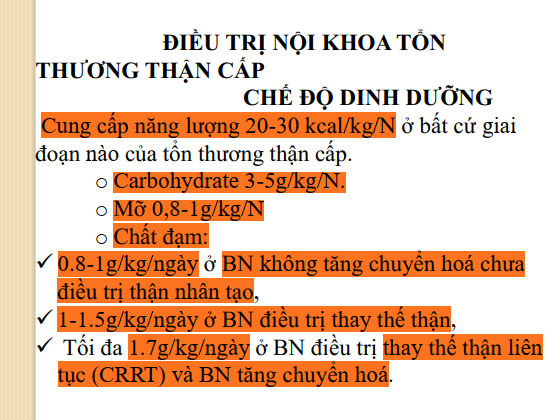 ĐIỀU TRỊ NỘI KHOA TỔN
THƯƠNG THẬN CẤP
CHẾ ĐỘ DINH DƯỠNG
Cung cấp năng lượng 20-30 kcal/kg/N ở bất cứ giai
đoạn nào của tổn thương thận cấp.
o Carbohydrate 3-5g/kg/N.
o Mỡ 0,8-1g/kg/N
o Chất đạm:
✓ 0.8-1g/kg/ngày ở BN không tăng chuyển hoá chưa
điều trị thận nhân tạo,
✓ 1-1.5g/kg/ngày ở BN điều trị thay thế thận,
✓ Tối đa 1.7g/kg/ngày ở BN điều trị thay thế thận liên
tục (CRRT) và BN tăng chuyển hoá.